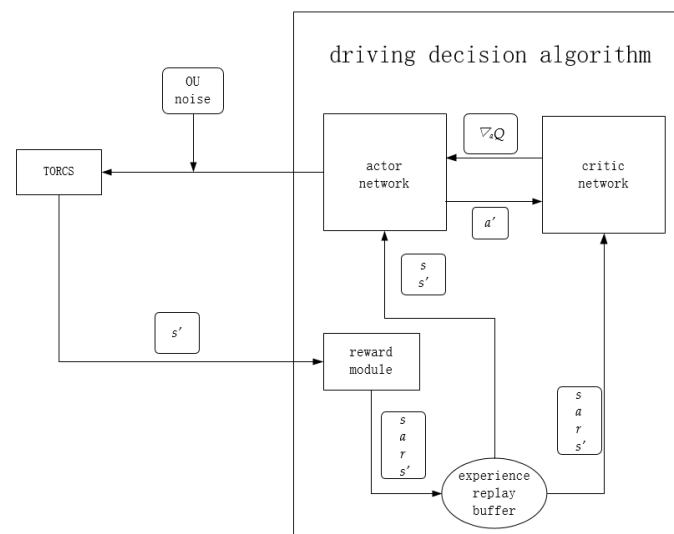 driving decision algorithm
OU
noise
TORCS
actor
network
∇aQ
critic
network
a'
s
s'
s'
reward
module
s
a
r
s'
s
a
r
s'
experience
replay
buffer